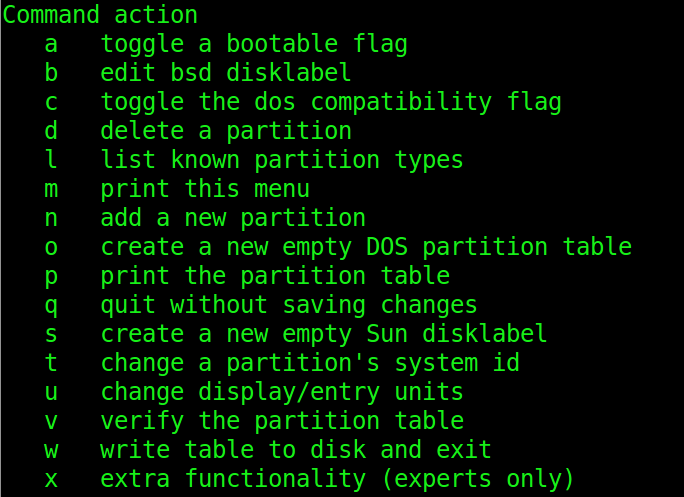 Command action
a toggle a bootable flag
b edit bsd disklabel
c toggle the dos compatibility flag
d delete a partition
l list known partition types
m print this menu
n add a new partition
o create a new empty DOS partition table
p print the partition table
q quit without saving changes
s create a new empty Sun disklabel
t change a partition's system id
u change display/entry units
v verify the partition table
w write table to disk and exit
x extra functionality (experts only)